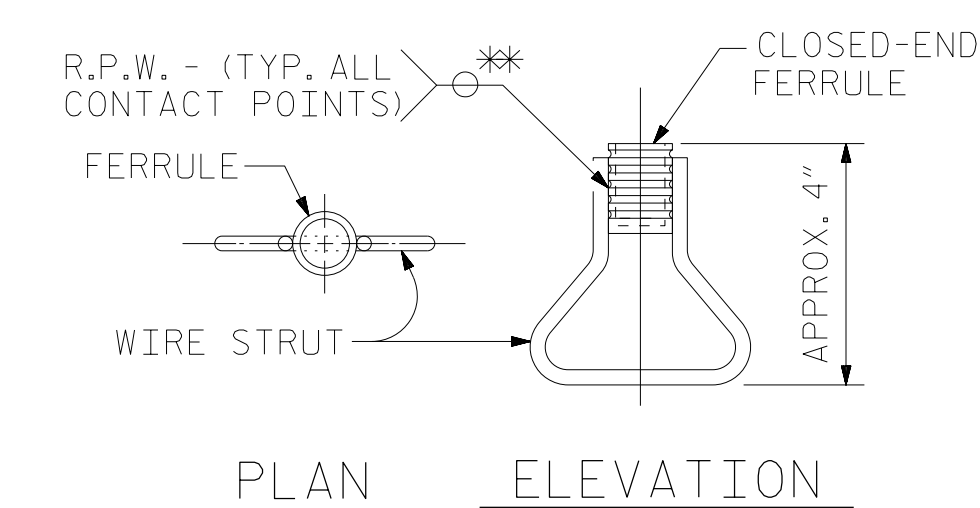 R.P.W. - (TYP. ALL
CONTACT POINTS)
**
CLOSED-END
FERRULE
FERRULE
WIRE STRUT
APPROX. 4"
PLAN
ELEVATION